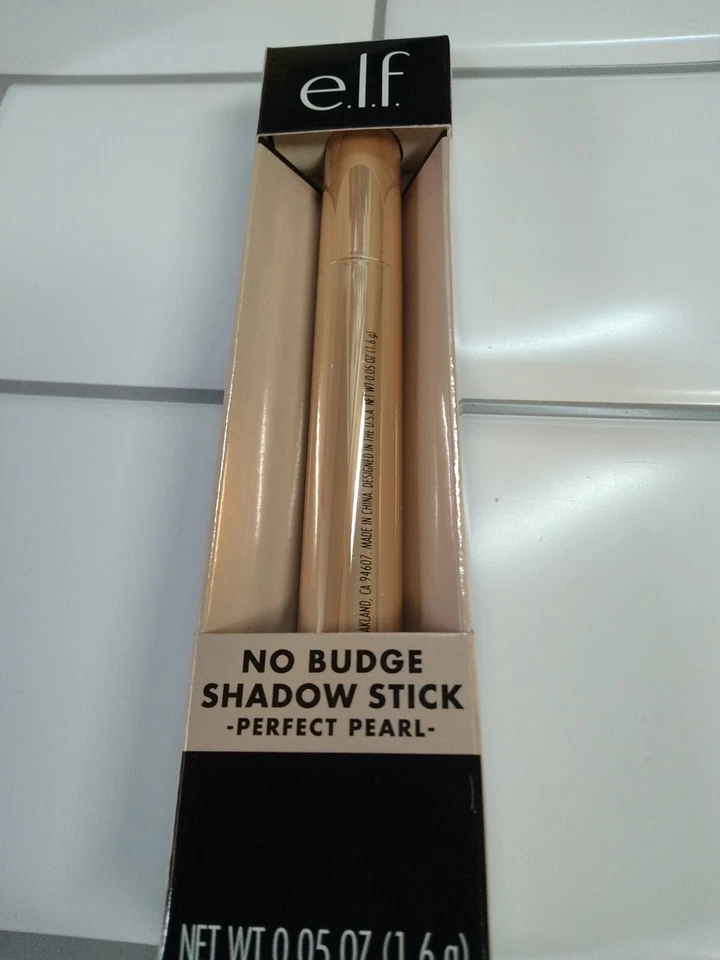 e.l.f.
AKLAND, CA 94607. MADE IN CHINA. DESIGNED IN THE U.S.A. NET WT 0.05 OZ (1.6 g)
NO BUDGE
SHADOW STICK
-PERFECT PEARL-
NET WT 0.05 OZ (1.6 g)